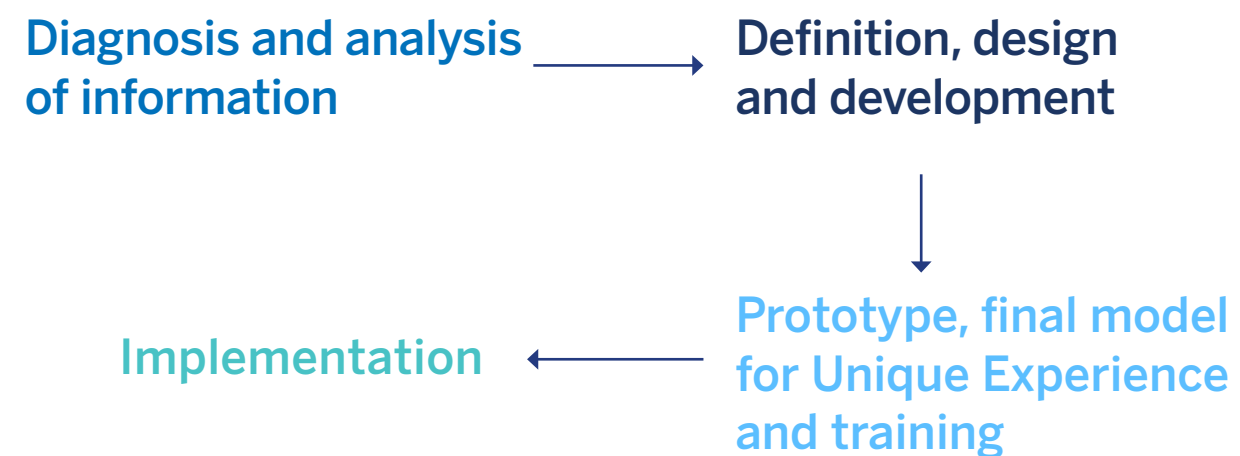 Diagnosis and analysis
of information
Definition, design
and development
Prototype, final model
for Unique Experience
and training
Implementation